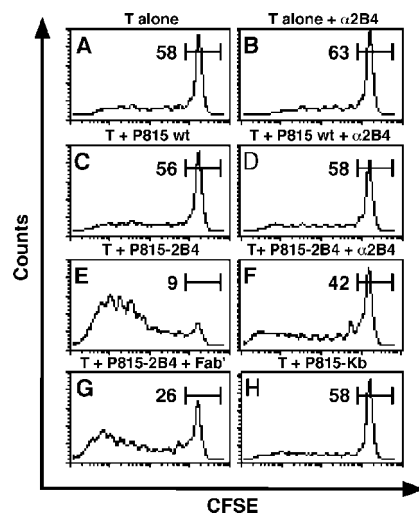 T alone
T alone + α2B4
A
58
B
63
T + P815 wt
T + P815 wt + α2B4
C
56
D
58
T + P815-2B4
T + P815-2B4 + α2B4
E
9
F
42
T + P815-2B4 + Fab'
T + P815-Kb
G
26
H
58
Counts
CFSE